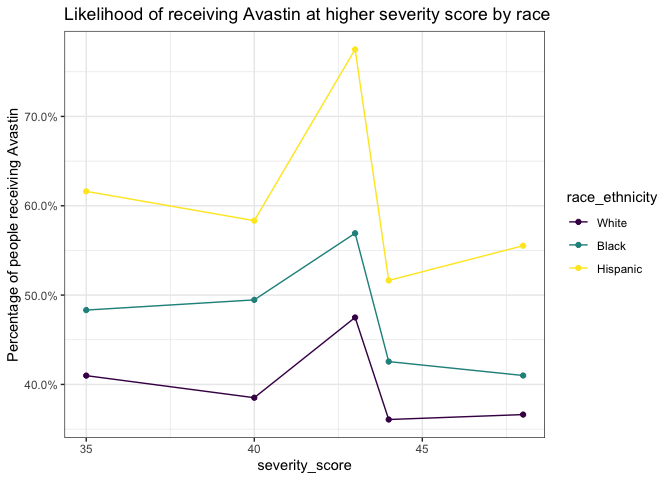 Likelihood of receiving Avastin at higher severity score by race
Percentage of people receiving Avastin
70.0%
60.0%
50.0%
40.0%
35
40
45
severity_score
race_ethnicity
White
Black
Hispanic